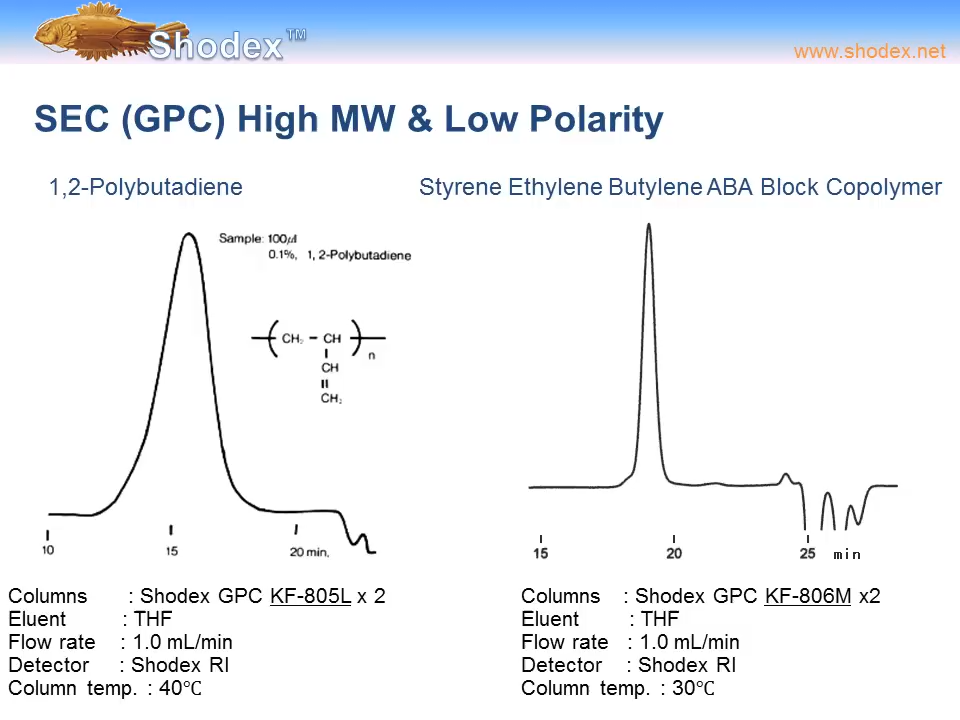 Shodex™
www.shodex.net
SEC (GPC) High MW & Low Polarity
1,2-Polybutadiene
Sample: 100μl
0.1%, 1, 2-Polybutadiene
CH₂ – CH
n
CH
CH₂
10
15
20 min,
Columns : Shodex GPC KF-805L x 2
Eluent : THF
Flow rate : 1.0 mL/min
Detector : Shodex RI
Column temp. : 40℃
Styrene Ethylene Butylene ABA Block Copolymer
15
20
25 min
Columns : Shodex GPC KF-806M x2
Eluent : THF
Flow rate : 1.0 mL/min
Detector : Shodex RI
Column temp. : 30℃